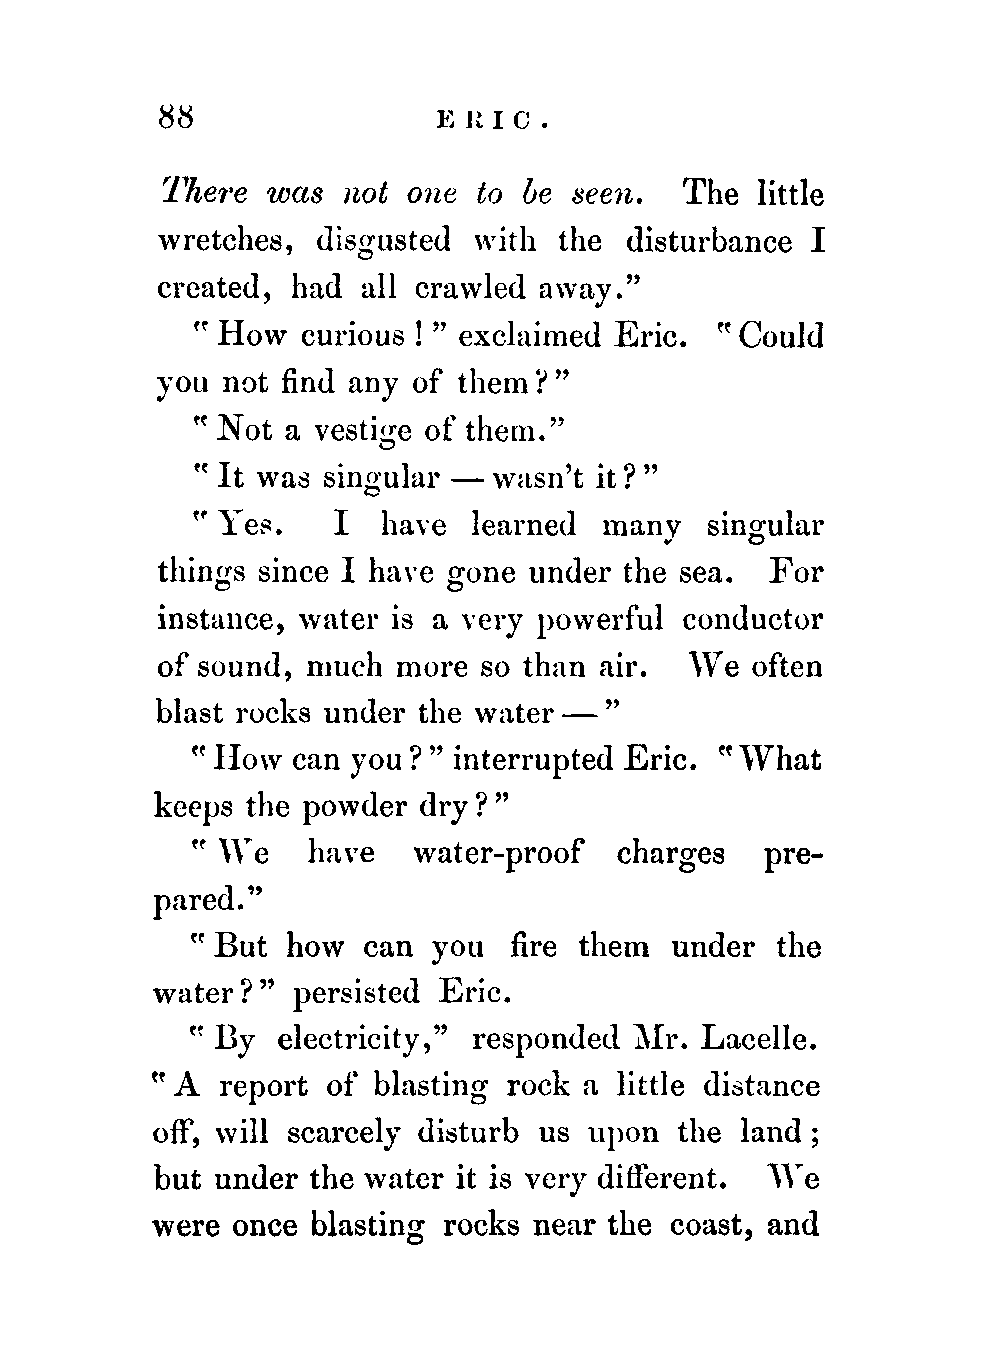 88 ERIC.
There was not one to be seen. The little
wretches, disgusted with the disturbance I
created, had all crawled away.”
“How curious!” exclaimed Eric. “Could
you not find any of them?”
“Not a vestige of them.”
“It was singular — wasn’t it?”
“Yes. I have learned many singular
things since I have gone under the sea. For
instance, water is a very powerful conductor
of sound, much more so than air. We often
blast rocks under the water — ”
“How can you?” interrupted Eric. “What
keeps the powder dry?”
“We have water-proof charges pre-
pared.”
“But how can you fire them under the
water?” persisted Eric.
“By electricity,” responded Mr. Lacelle.
“A report of blasting rock a little distance
off, will scarcely disturb us upon the land;
but under the water it is very different. We
were once blasting rocks near the coast, and